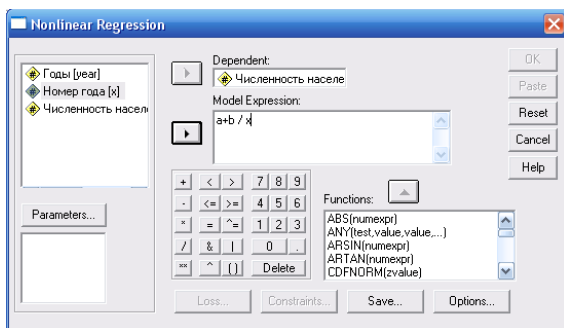 Nonlinear Regression
Годы [year]
Номер года [x]
Численность насел
Parameters...
Dependent:
Численность населе
Model Expression:
a+b / x
+ < > 7 8 9
- <= >= 4 5 6
* = ~= 1 2 3
/ & | 0 .
** ^ () Delete
Functions:
ABS(numexpr)
ANY(test,value,value,...)
ARSIN(numexpr)
ARTAN(numexpr)
CDFNORM(zvalue)
OK
Paste
Reset
Cancel
Help
Loss...
Constraints...
Save...
Options...